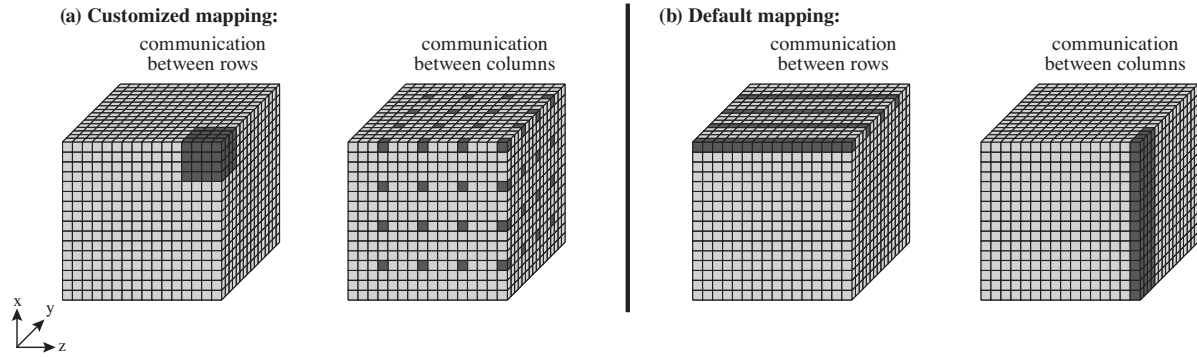 (a) Customized mapping:
communication
between rows
communication
between columns
(b) Default mapping:
communication
between rows
communication
between columns
x
y
z